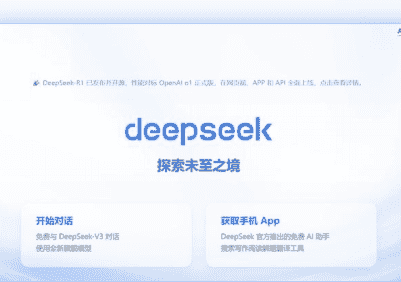 DeepSeek-R1 已发布并开源，性能对标 OpenAI o1 正式版，在网页端、APP 和 API 全面上线，点击查看详情。
deepseek
探索未至之境
开始对话
获取手机 App
免费与 DeepSeek-V3 对话
使用全新旗舰模型
DeepSeek 官方推出的免费 AI 助手
搜索写作阅读解题翻译工具